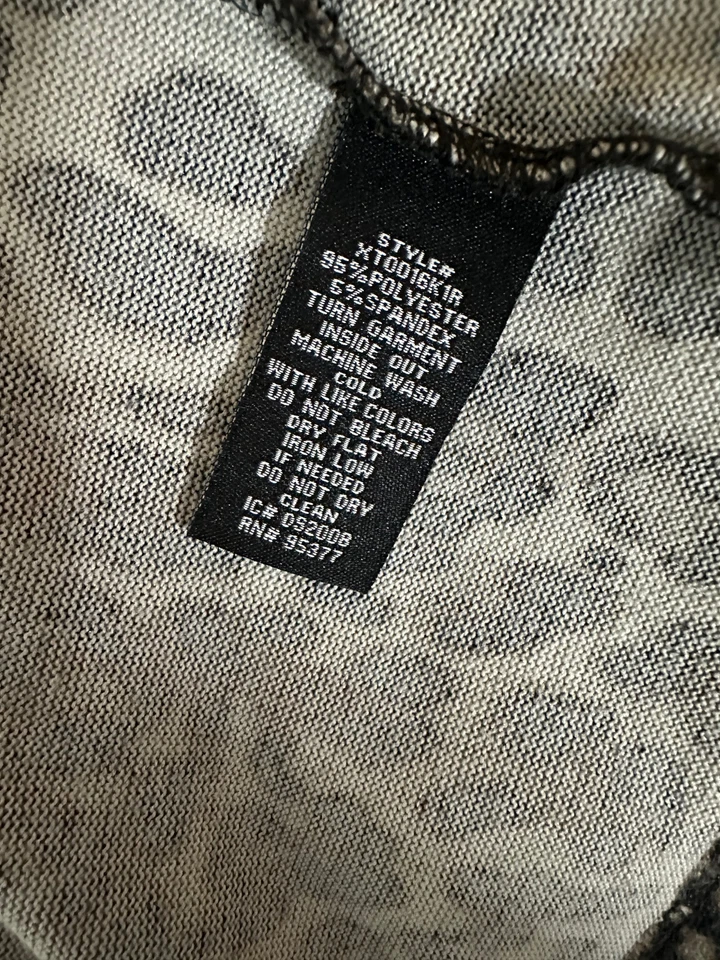 STYLE#
XT0016K1R
95%POLYESTER
5%SPANDEX
TURN GARMENT
INSIDE OUT
MACHINE WASH
COLD
WITH LIKE COLORS
DO NOT BLEACH
DRY FLAT
IRON LOW
IF NEEDED
DO NOT DRY
CLEAN
IC# DS2008
RN# 95377